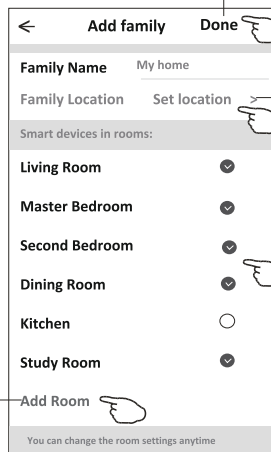 Add family Done
Family Name My home
Family Location Set location >
Smart devices in rooms:
Living Room
Master Bedroom
Second Bedroom
Dining Room
Kitchen
Study Room
Add Room
You can change the room settings anytime